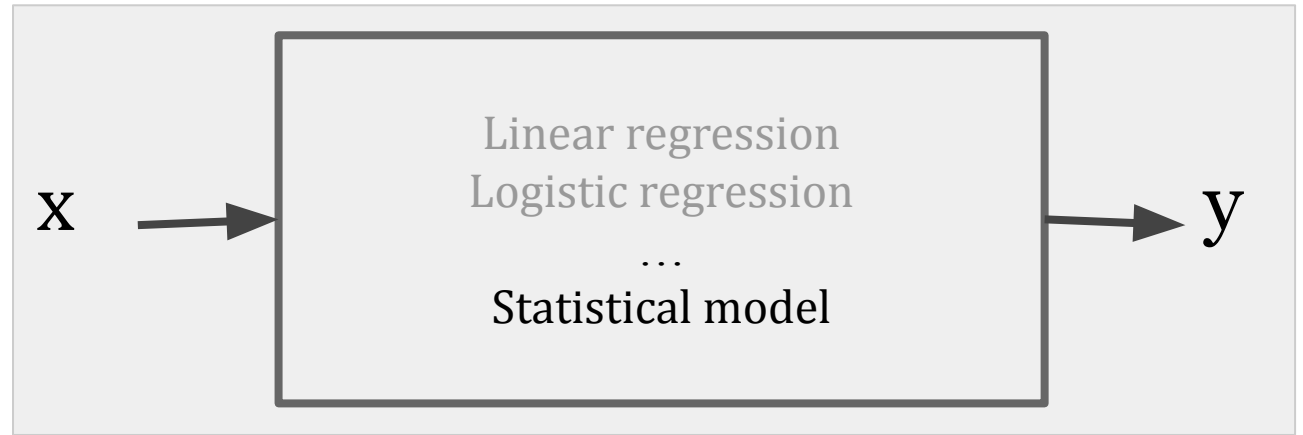 x
Linear regression
Logistic regression
...
Statistical model
y